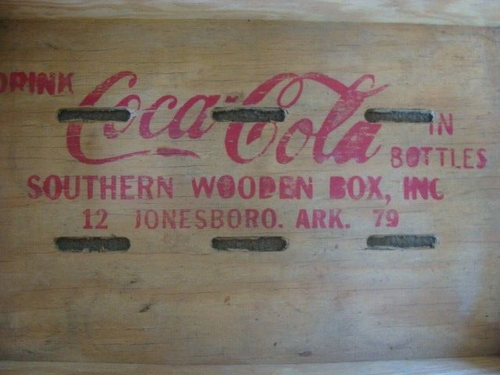 DRINK Coca-Cola IN
BOTTLES
SOUTHERN WOODEN BOX, INC
12 JONESBORO. ARK. 79